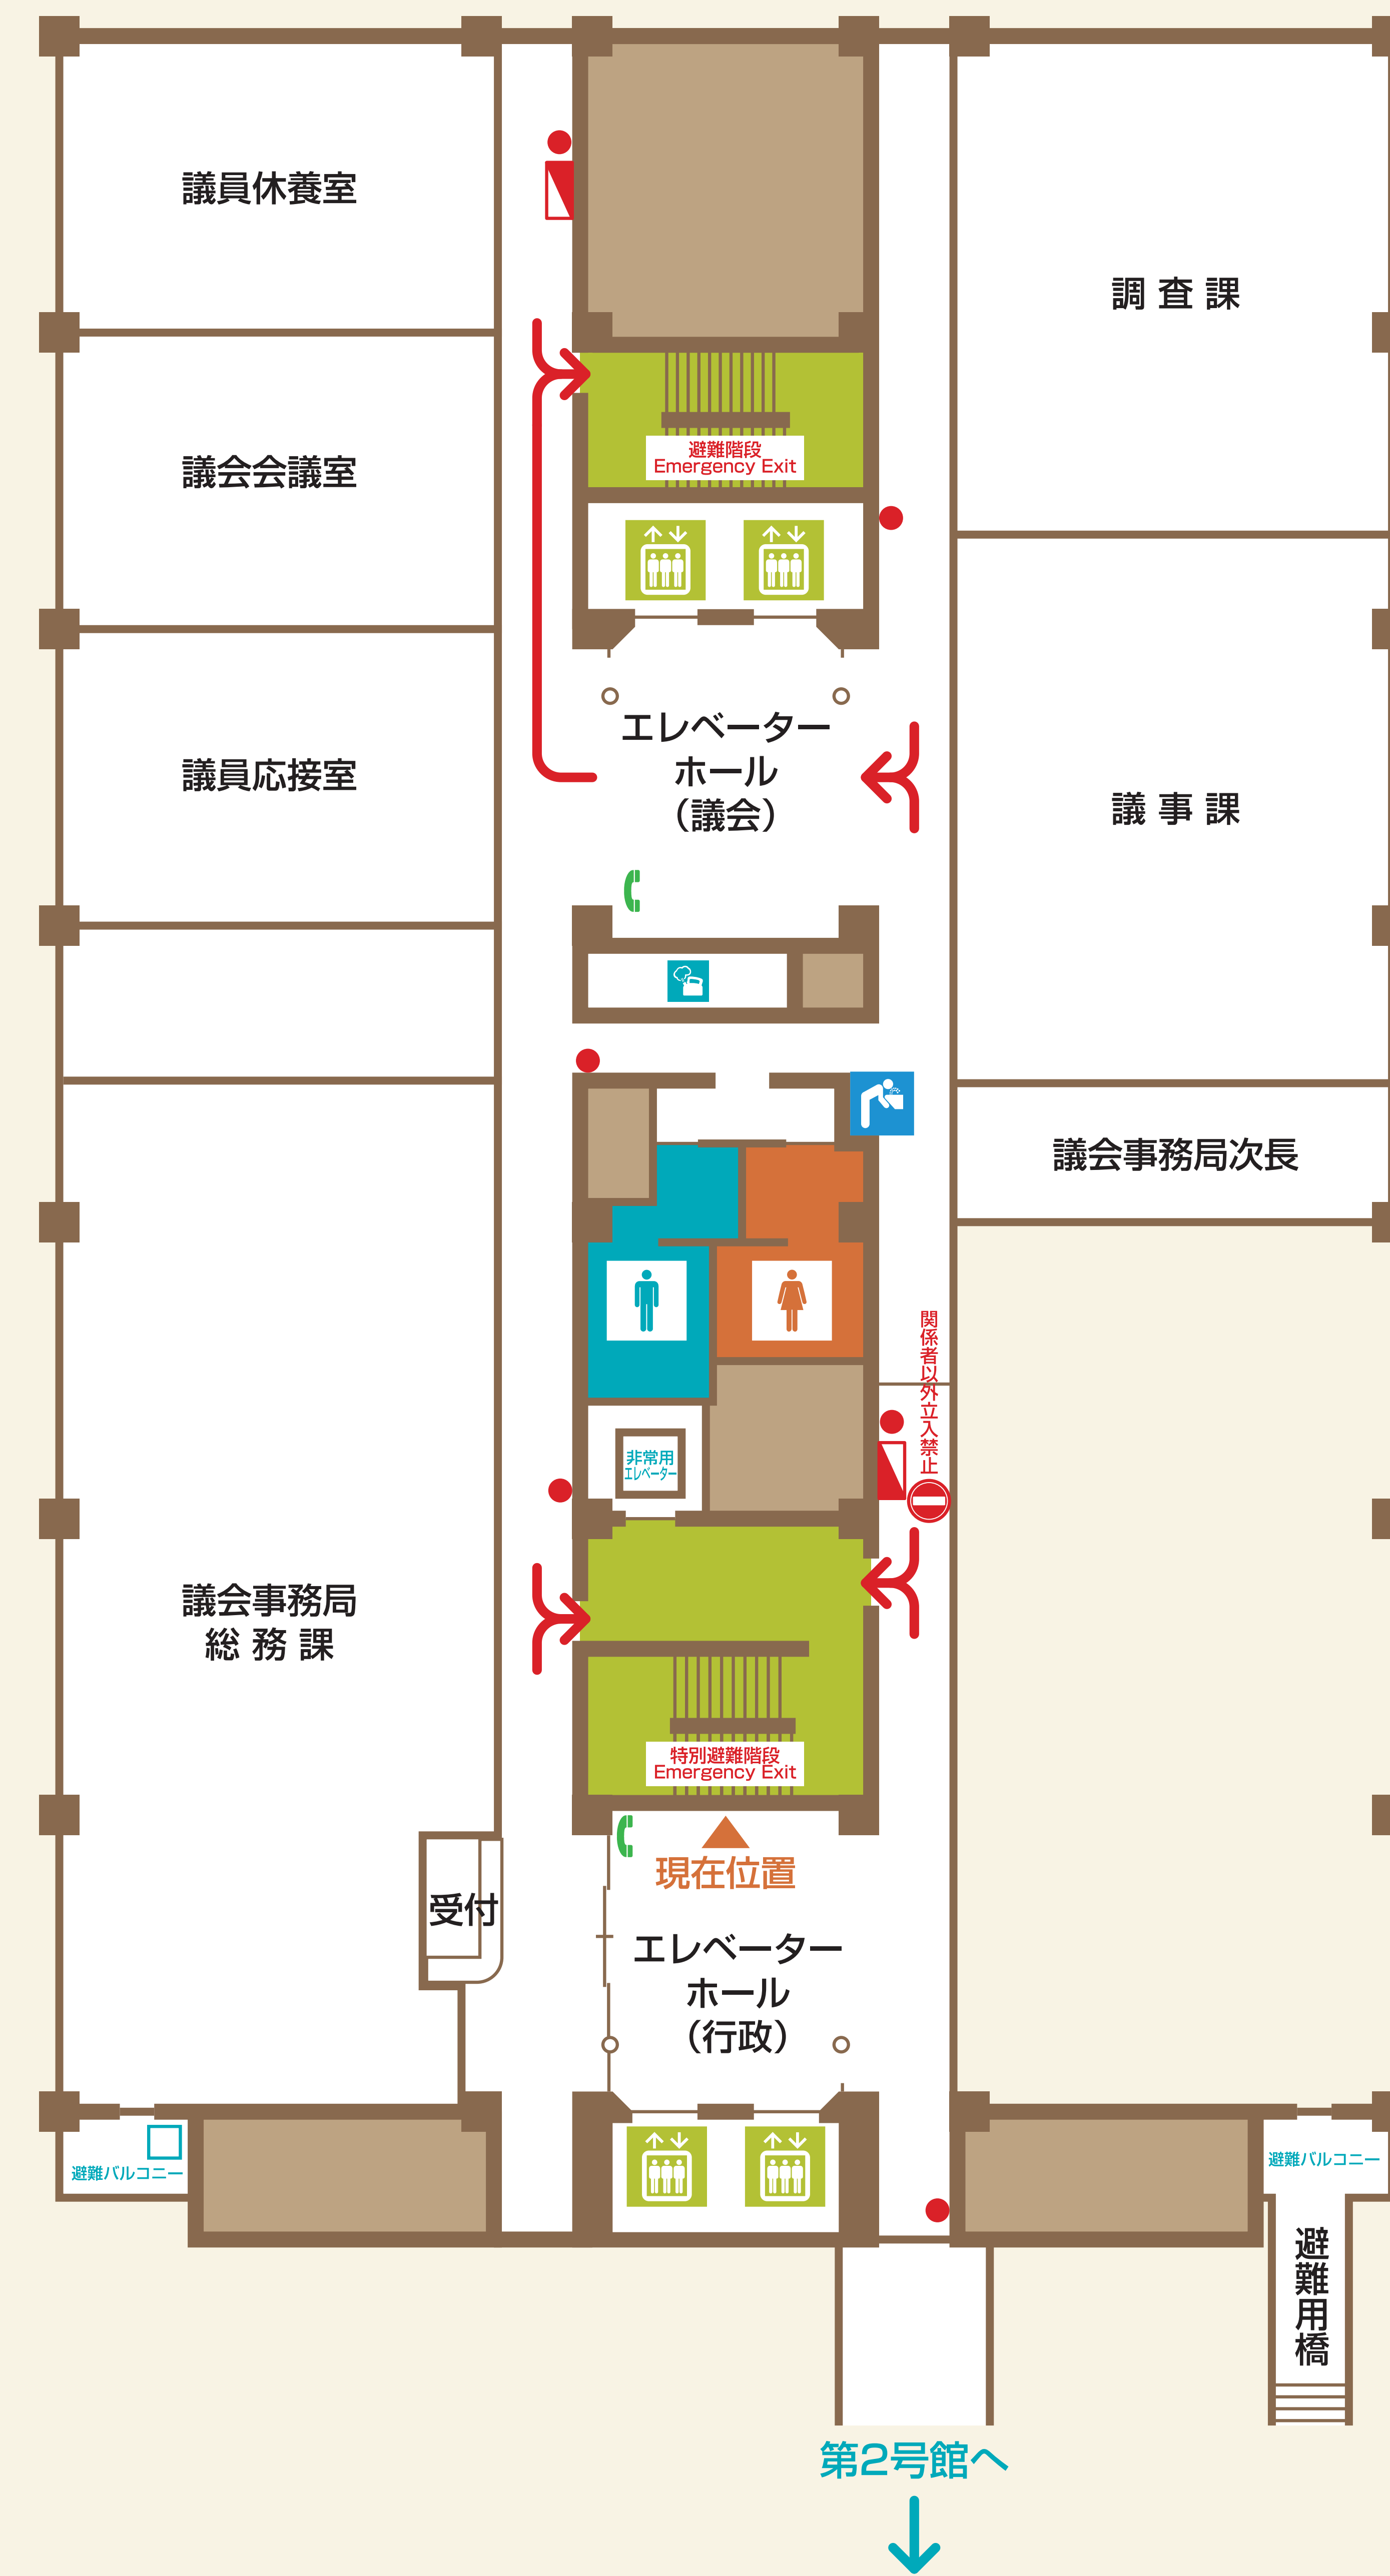 議員休養室
調査課
議会会議室
避難階段
Emergency Exit
エレベーター
ホール
（議会）
議員応接室
議事課
議会事務局次長
関係者以外立入禁止
非常用
エレベーター
議会事務局
総務課
特別避難階段
Emergency Exit
現在位置
受付
エレベーター
ホール
（行政）
避難バルコニー
避難バルコニー
避難用橋
第2号館へ